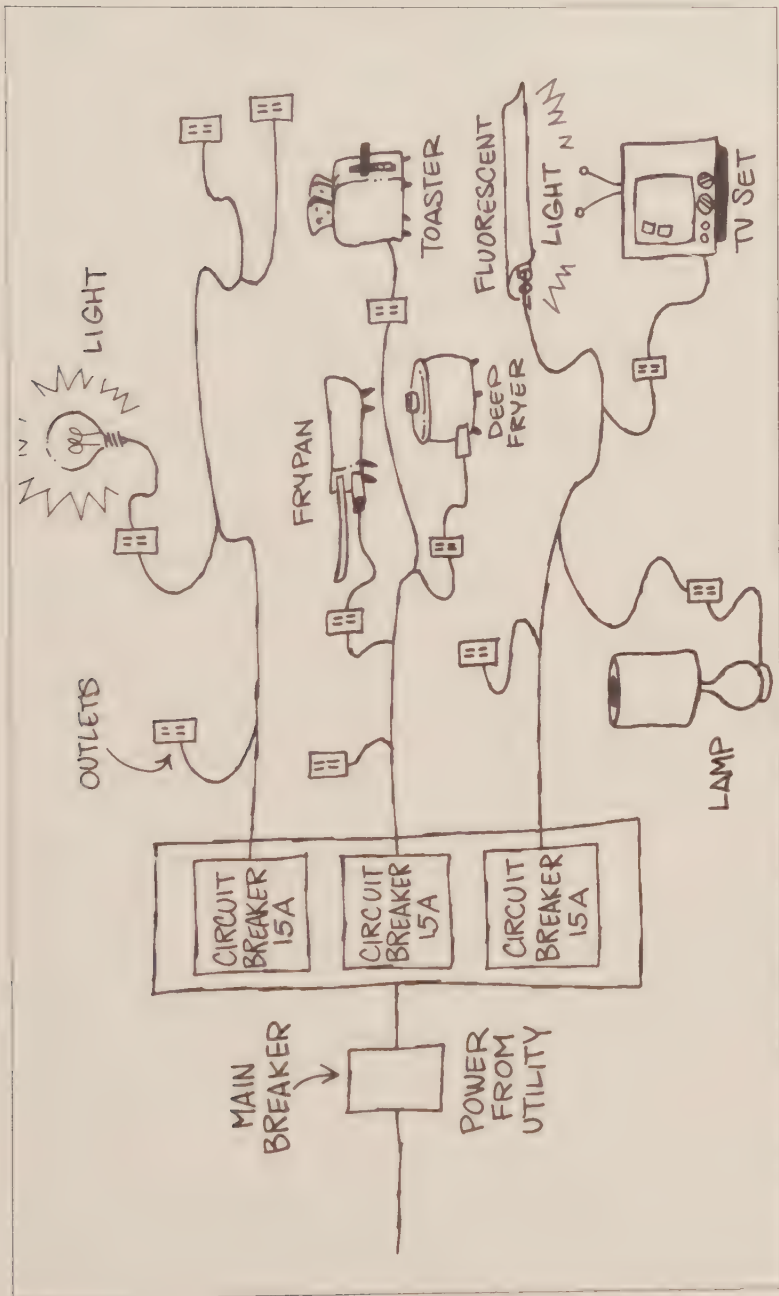 LIGHT
OUTLETS
FRYPAN
TOASTER
DEEP
FRYER
FLUORESCENT
LIGHT
TV SET
LAMP
CIRCUIT
BREAKER
15A
CIRCUIT
BREAKER
15A
CIRCUIT
BREAKER
15A
MAIN
BREAKER
POWER
FROM
UTILITY